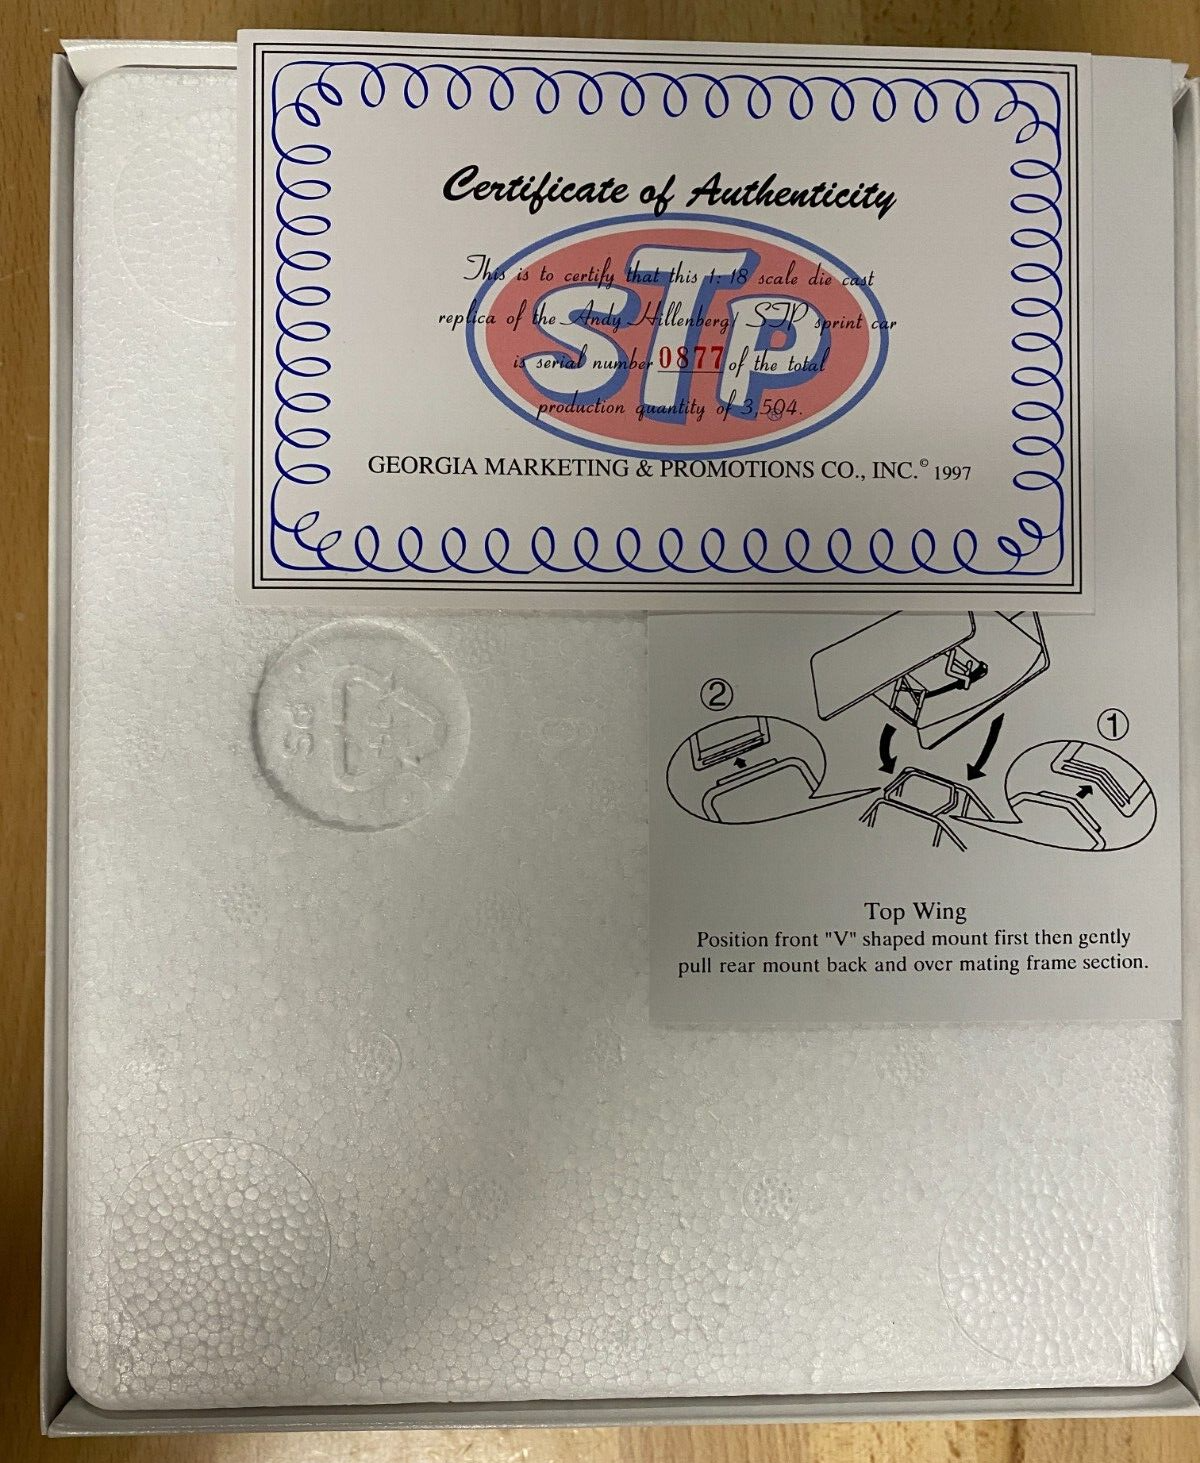 Certificate of Authenticity
This is to certify that this 1:18 scale die cast
replica of the Andy Hillenberg/ STP sprint car
is serial number 0877 of the total
production quantity of 3,504.
STP®
GEORGIA MARKETING & PROMOTIONS CO., INC.© 1997
PS
2
1
Top Wing
Position front "V" shaped mount first then gently
pull rear mount back and over mating frame section.